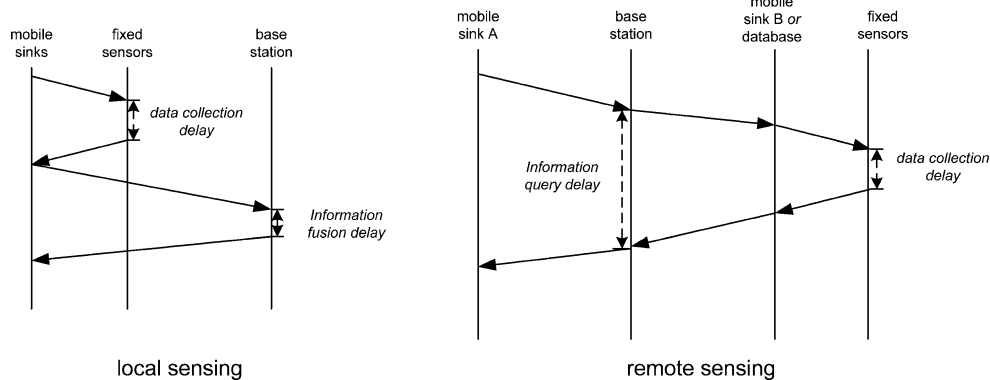 mobile
sinks
fixed
sensors
base
station
data collection
delay
Information
fusion delay
local sensing
mobile
sink A
base
station
mobile
sink B or
database
fixed
sensors
Information
query delay
data collection
delay
remote sensing